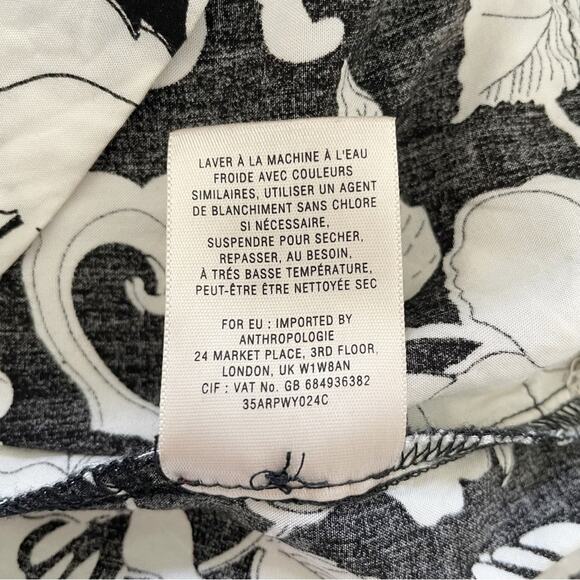 LAVER À LA MACHINE À L'EAU
FROIDE AVEC COULEURS
SIMILAIRES, UTILISER UN AGENT
DE BLANCHIMENT SANS CHLORE
SI NÉCESSAIRE,
SUSPENDRE POUR SECHER,
REPASSER, AU BESOIN,
À TRÉS BASSE TEMPÉRATURE,
PEUT-ÊTRE ÊTRE NETTOYÉE SEC
FOR EU : IMPORTED BY
ANTHROPOLOGIE
24 MARKET PLACE, 3RD FLOOR,
LONDON, UK W1W8AN
CIF : VAT No. GB 684936382
35ARPWY024C